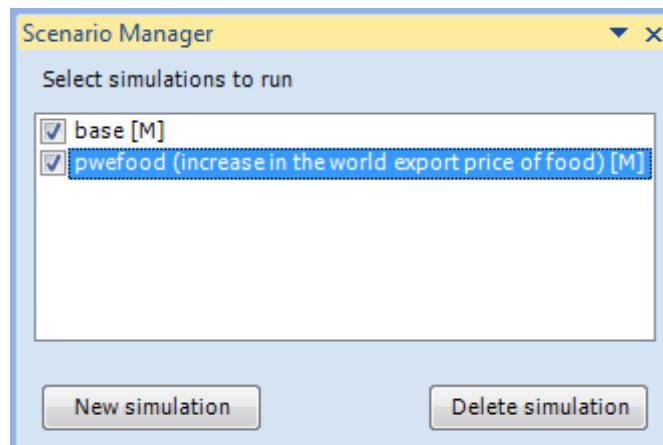 Scenario Manager
Select simulations to run
base [M]
pwefood (increase in the world export price of food) [M]
New simulation
Delete simulation